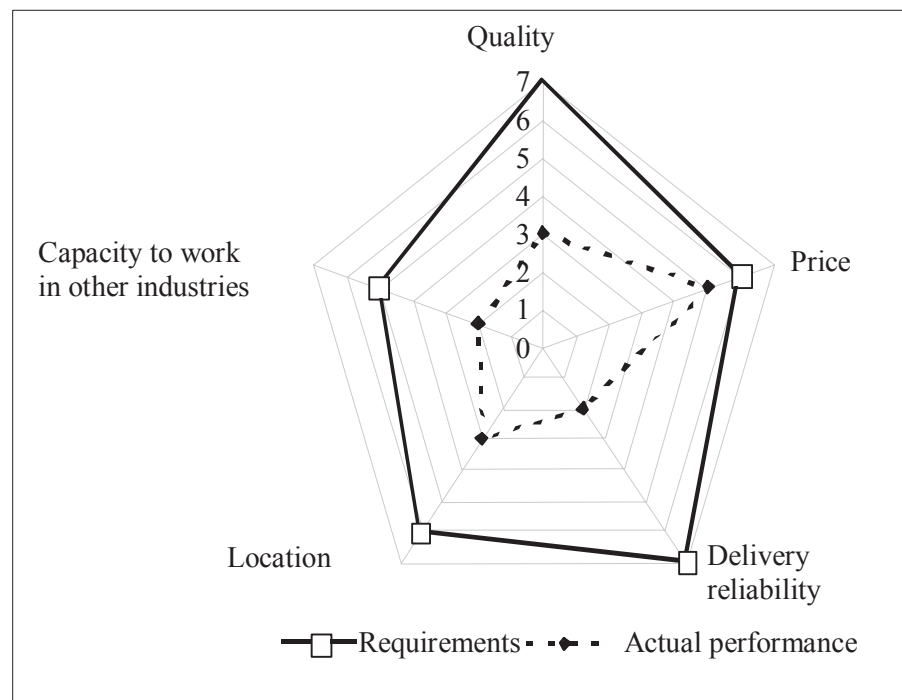 Quality
7
6
5
4
3
2
1
0
Price
Capacity to work
in other industries
Location
Delivery
reliability
Requirements
Actual performance